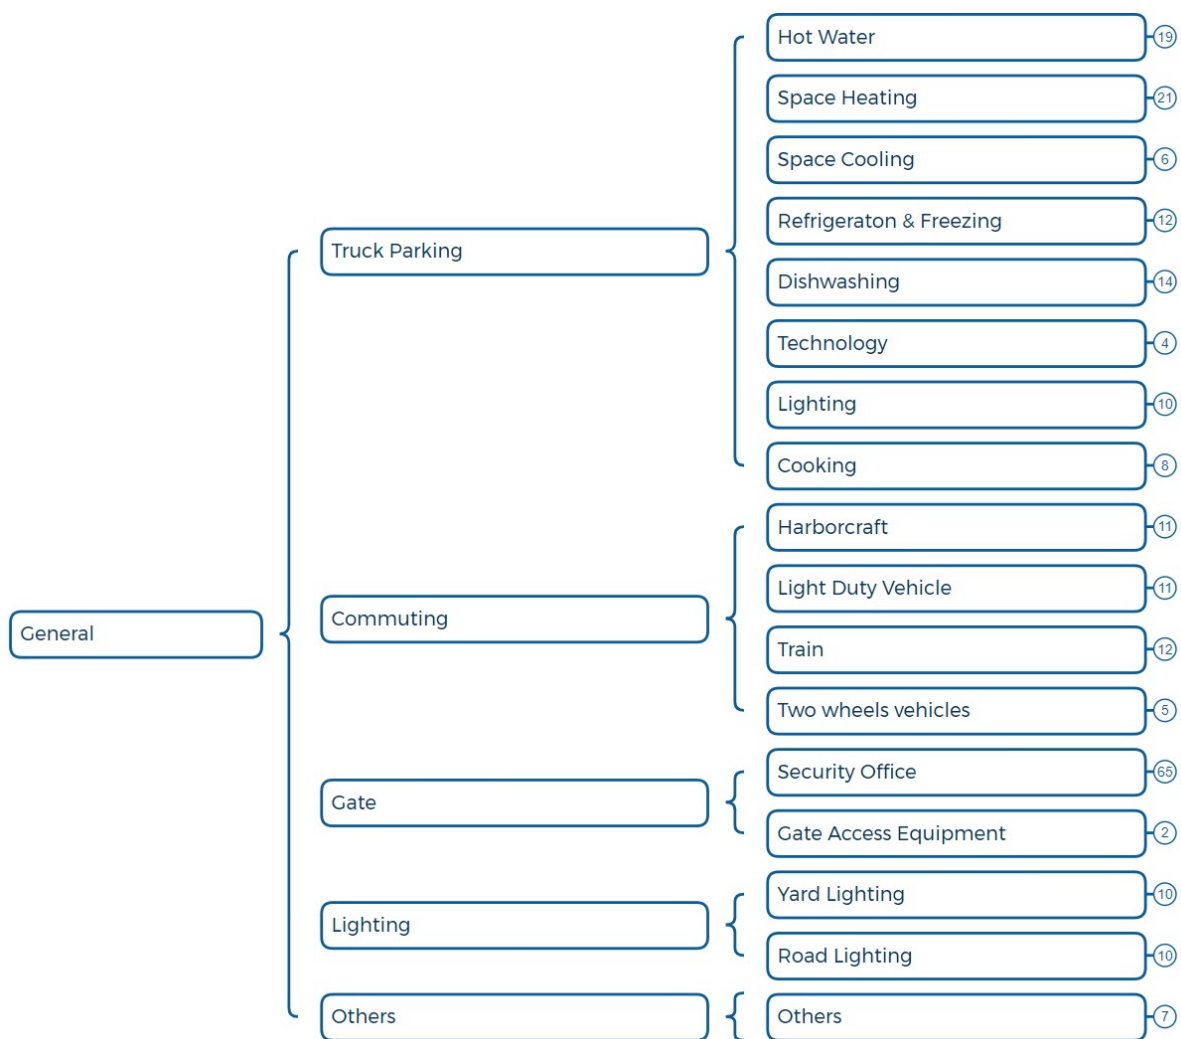 General
Truck Parking
Hot Water 19
Space Heating 21
Space Cooling 6
Refrigeraton & Freezing 12
Dishwashing 14
Technology 4
Lighting 10
Cooking 8
Commuting
Harborcraft 11
Light Duty Vehicle 11
Train 12
Two wheels vehicles 5
Gate
Security Office 65
Gate Access Equipment 2
Lighting
Yard Lighting 10
Road Lighting 10
Others
Others 7